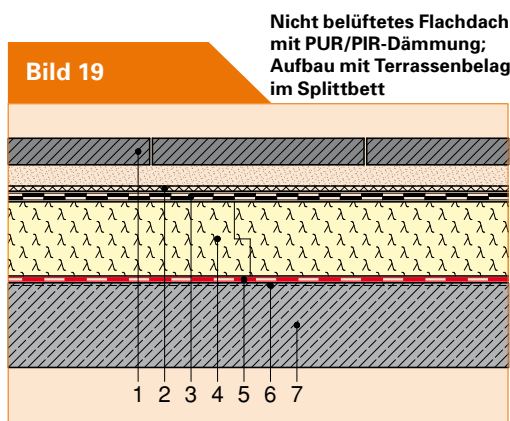 Nicht belüftetes Flachdach
mit PUR/PIR-Dämmung;
Aufbau mit Terrassenbelag
im Splittbett
Bild 19
1 2 3 4 5 6 7